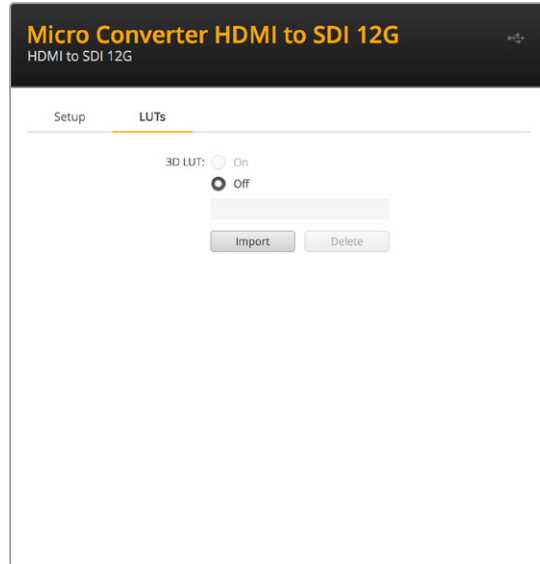 Micro Converter HDMI to SDI 12G
HDMI to SDI 12G
Setup LUTs
3D LUT: On
Off
Import Delete